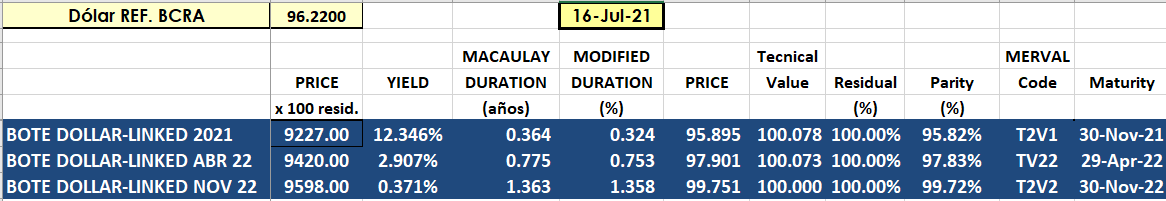 Dólar REF. BCRA 96.2200 16-Jul-21
MACAULAY MODIFIED Tecnical MERVAL
PRICE YIELD DURATION DURATION PRICE Value Residual Parity Code Maturity
x 100 resid. (años) (%) (%) (%)
BOTE DOLLAR-LINKED 2021 9227.00 12.346% 0.364 0.324 95.895 100.078 100.00% 95.82% T2V1 30-Nov-21
BOTE DOLLAR-LINKED ABR 22 9420.00 2.907% 0.775 0.753 97.901 100.073 100.00% 97.83% TV22 29-Apr-22
BOTE DOLLAR-LINKED NOV 22 9598.00 0.371% 1.363 1.358 99.751 100.000 100.00% 99.72% T2V2 30-Nov-22